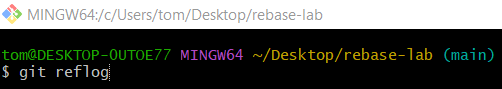 MINGW64:/c/Users/tom/Desktop/rebase-lab
tom@DESKTOP-OUTOE77 MINGW64 ~/Desktop/rebase-lab (main)
$ git reflog